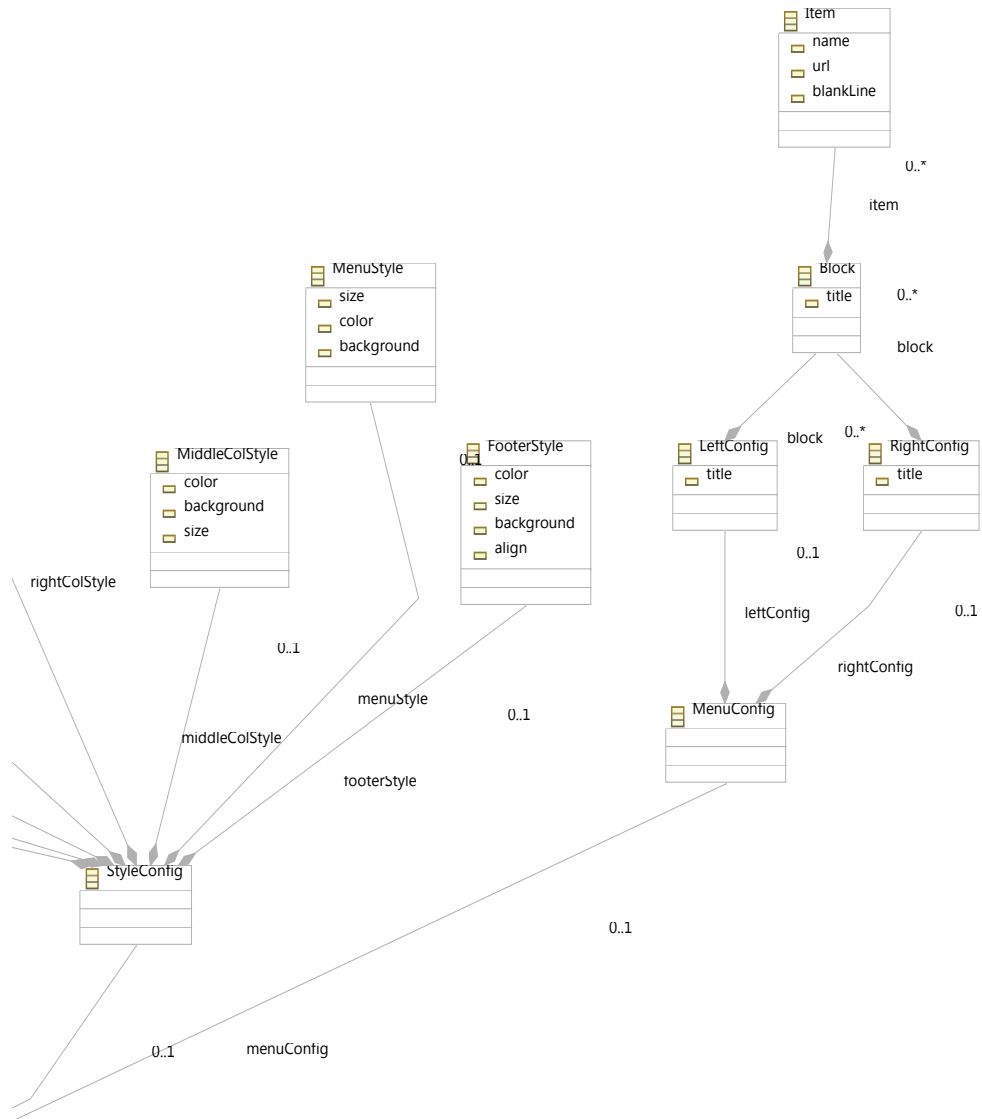 Item
name
url
blankLine
0..*
item
MenuStyle
size
color
background
Block
title
0..*
block
MiddleColStyle
color
background
size
0..1
FooterStyle
color
size
background
align
block
0..*
LeftConfig
title
RightConfig
title
rightColStyle
0..1
leftConfig
0..1
0..1
rightConfig
menuStyle
0..1
MenuConfig
middleColStyle
footerStyle
StyleConfig
0..1
0..1
menuConfig